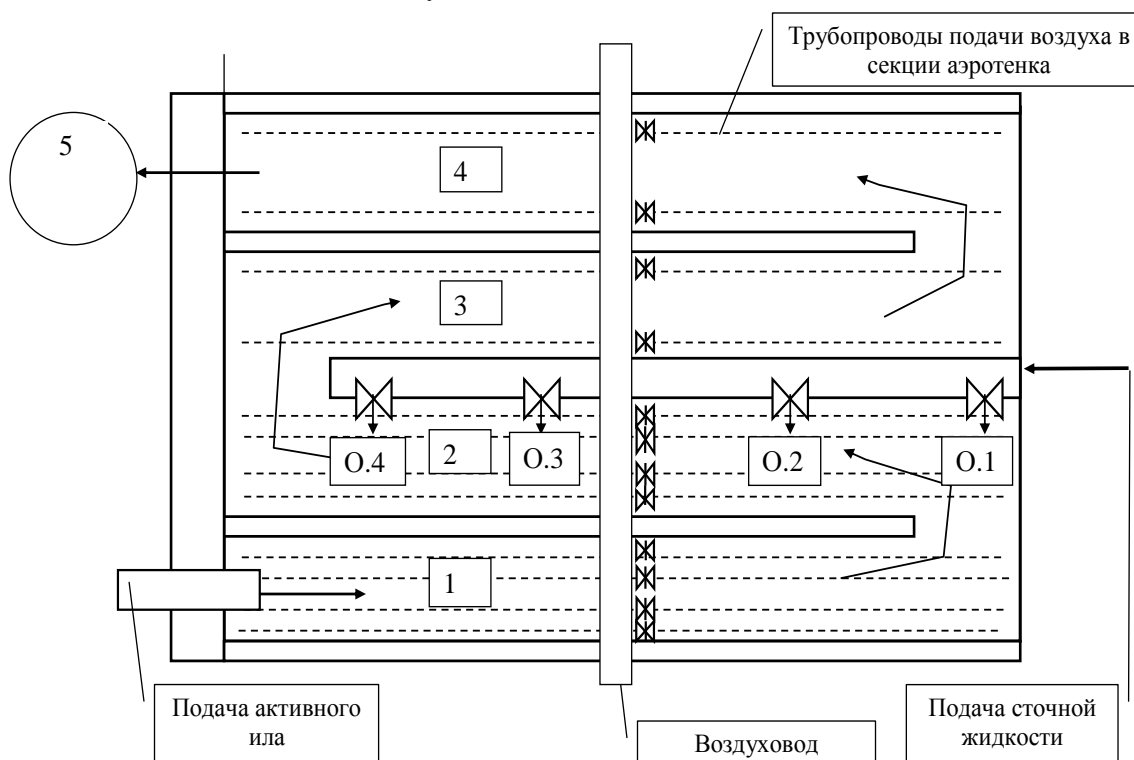 Трубопроводы подачи воздуха в
секции аэротенка
5
4
3
О.4
2
О.3
О.2
О.1
1
Подача активного
ила
Воздуховод
Подача сточной
жидкости